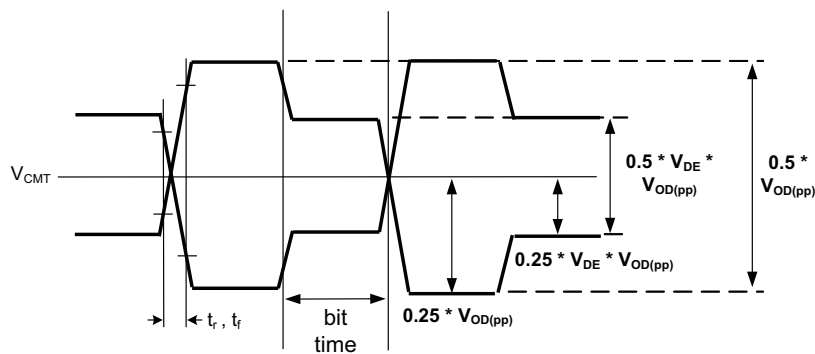 V_CMT
0.5 * V_DE *
V_OD(pp)
0.5 *
V_OD(pp)
0.25 * V_DE * V_OD(pp)
t_r , t_f
bit
time
0.25 * V_OD(pp)